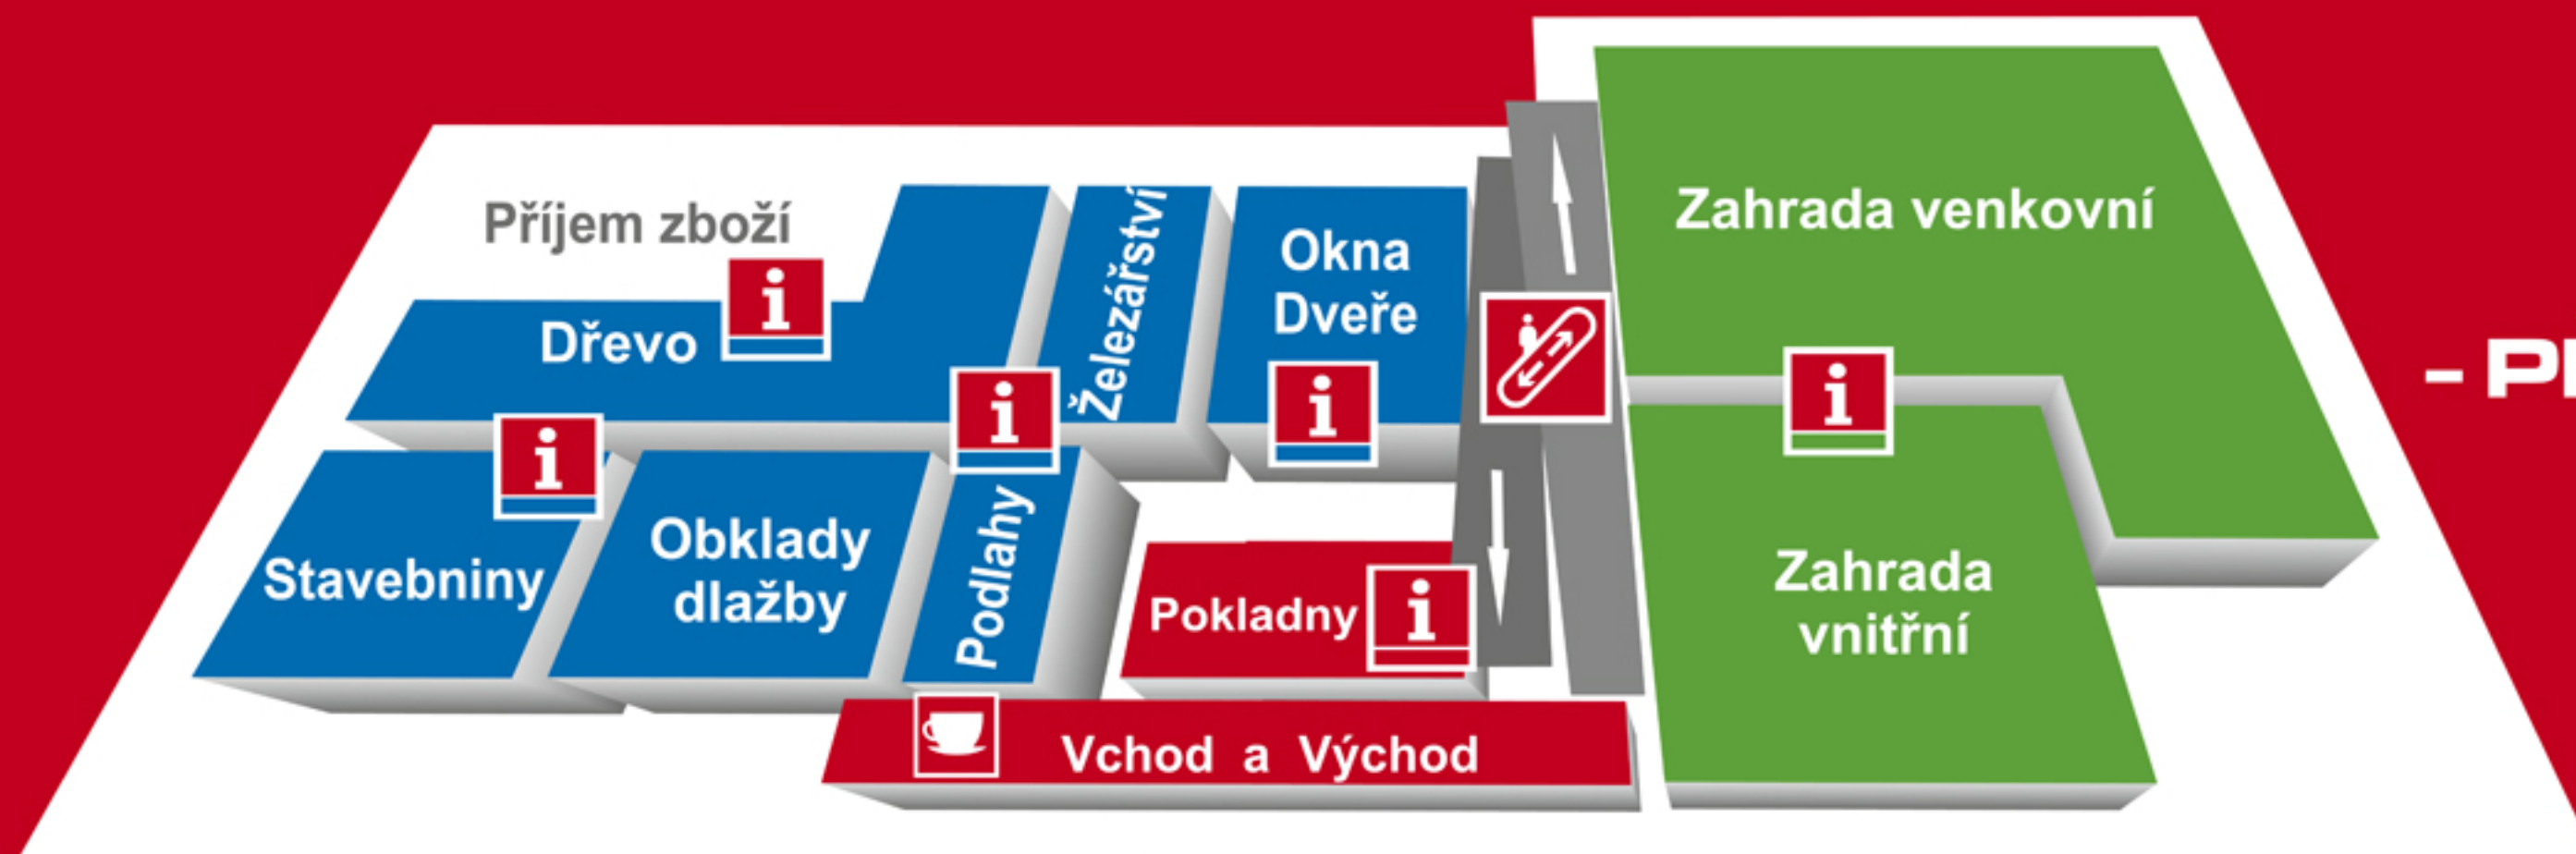 Příjem zboží
Dřevo
Železářství
Okna
Dveře
Zahrada venkovní
Stavebniny
Obklady
dlažby
Podlahy
Pokladny
Zahrada
vnitřní
Vchod a Východ